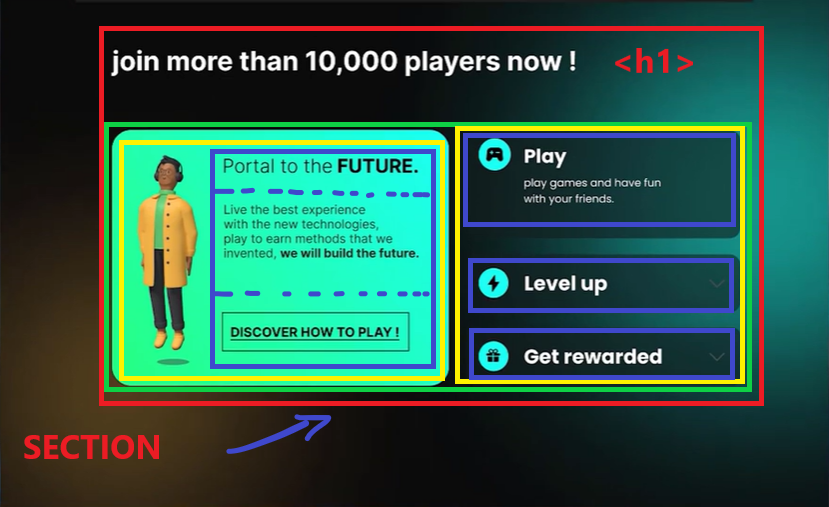 join more than 10,000 players now !
<h1>
Portal to the FUTURE.
Live the best experience
with the new technologies,
play to earn methods that we
invented, we will build the future.
DISCOVER HOW TO PLAY !
Play
play games and have fun
with your friends.
Level up
Get rewarded
SECTION